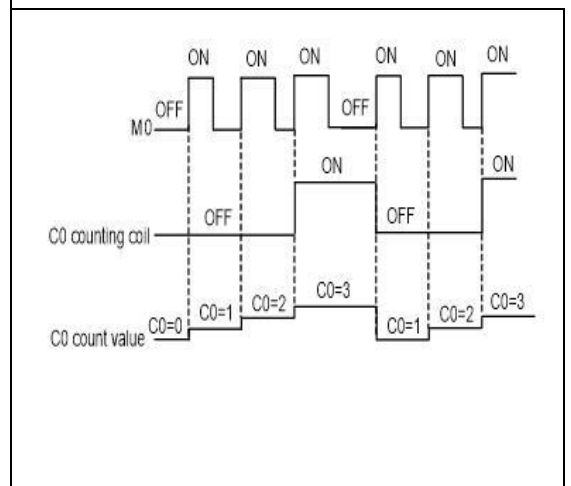 ON ON ON ON ON ON
OFF OFF
M0
ON ON
OFF OFF
C0 counting coil
C0=0 C0=1 C0=2 C0=3 C0=1 C0=2 C0=3
C0 count value